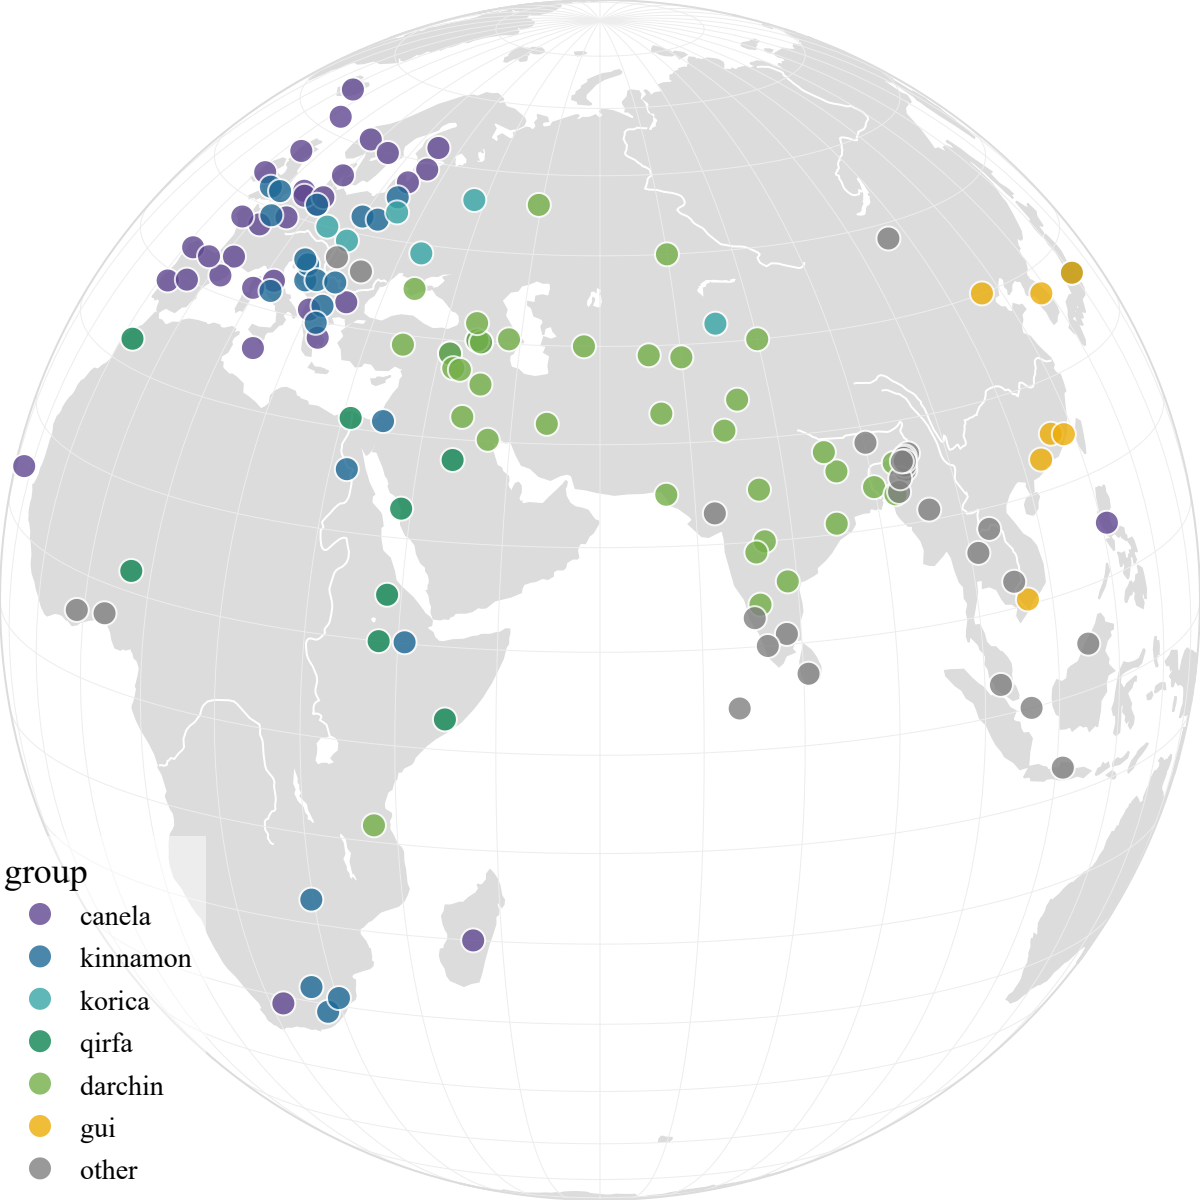 group
canela
kinnamon
korica
qirfa
darchin
gui
other